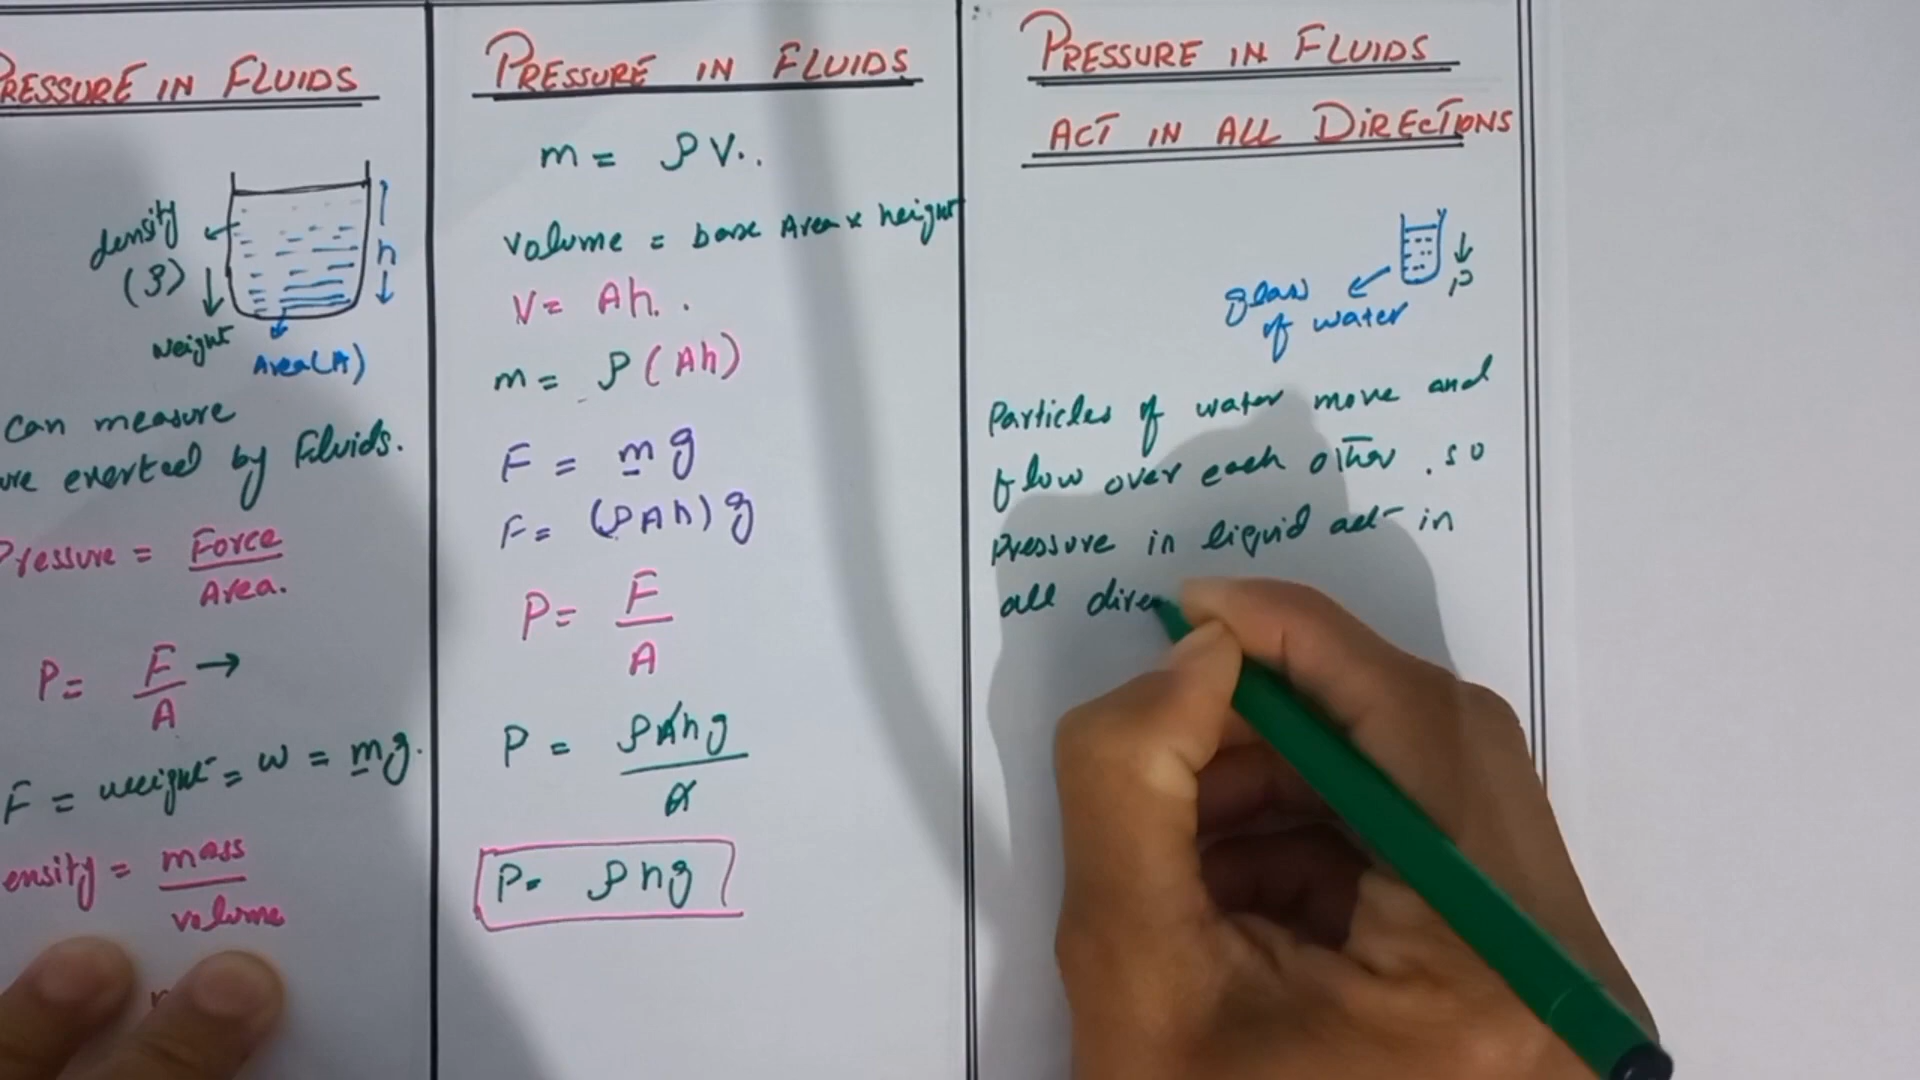 RESSURE IN FLUIDS
density
(ρ)
h
weight
Area(A)
can measure
ure exerted by Fluids.
Pressure = Force
Area.
P = F →
A
F = weight = w = mg.
ensity = mass
volume
PRESSURE IN FLUIDS
m = ρV..
volume = base Area x height
V = Ah.
m = ρ(Ah)
F = mg
F = (ρAh)g
P = F
A
P = ρAhg
A
P = ρhg
PRESSURE IN FLUIDS
ACT IN ALL DIRECTIONS
P
glass
of water
Particles of water move and
flow over each other . so
pressure in liquid act in
all dire